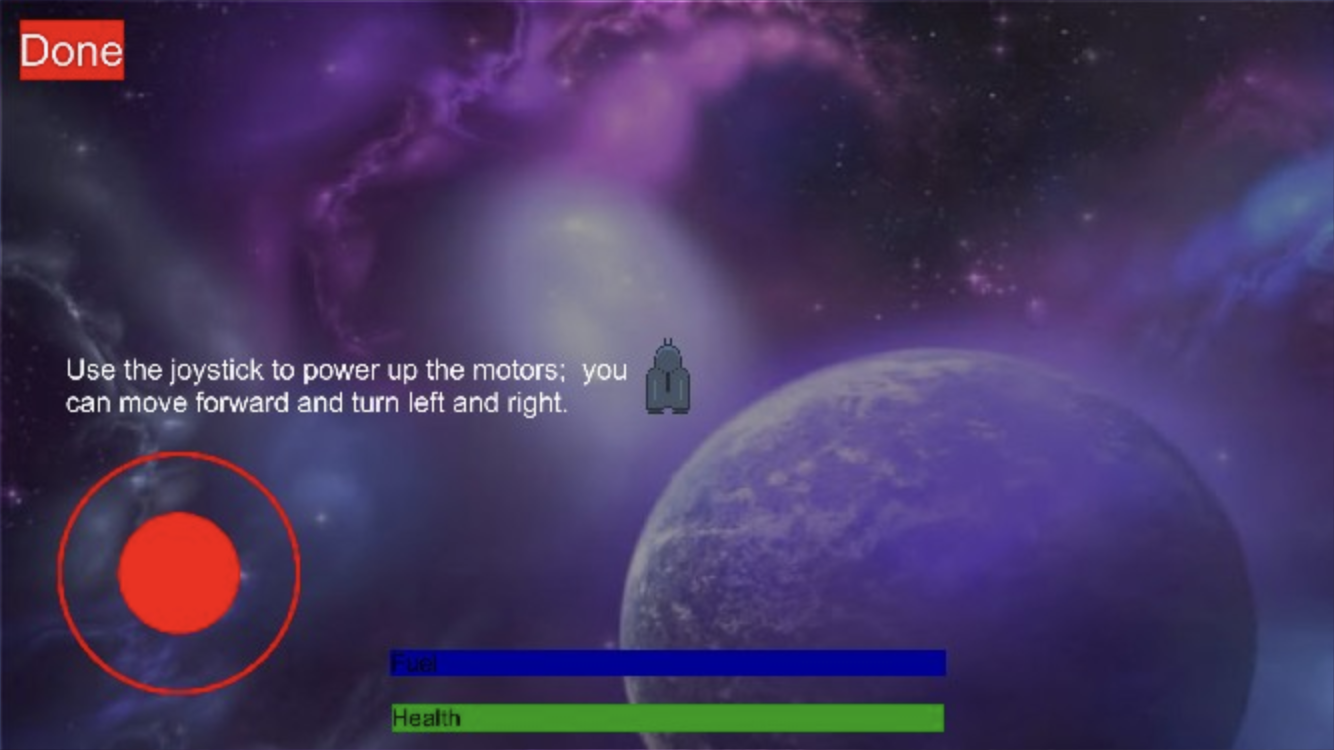 Done
Use the joystick to power up the motors;  you
can move forward and turn left and right.
Fuel
Health